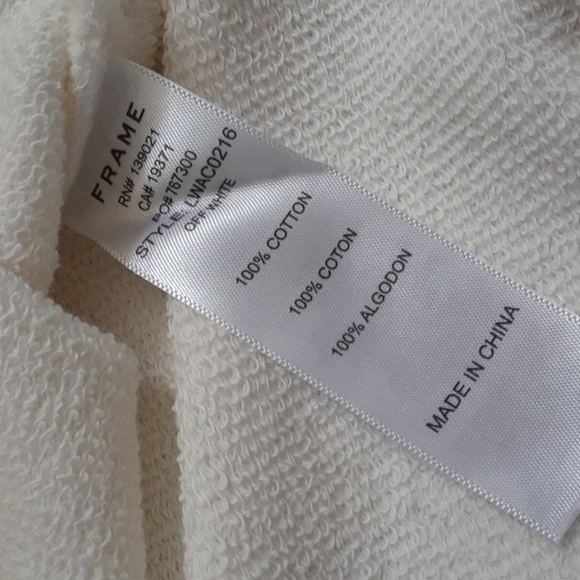 FRAME
RN# 139021
CA# 19371
PO# 767300
STYLE: LWAC0216
OFF WHITE
100% COTTON
100% COTON
100% ALGODON
MADE IN CHINA